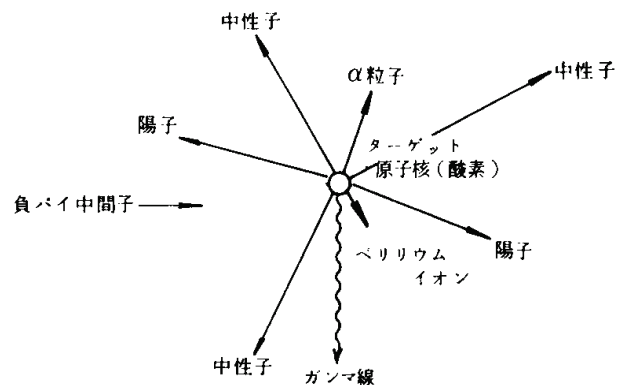 中性子
α粒子
中性子
陽子
ターゲット
原子核(酸素)
負パイ中間子
陽子
ベリリウム
イオン
中性子
ガンマ線